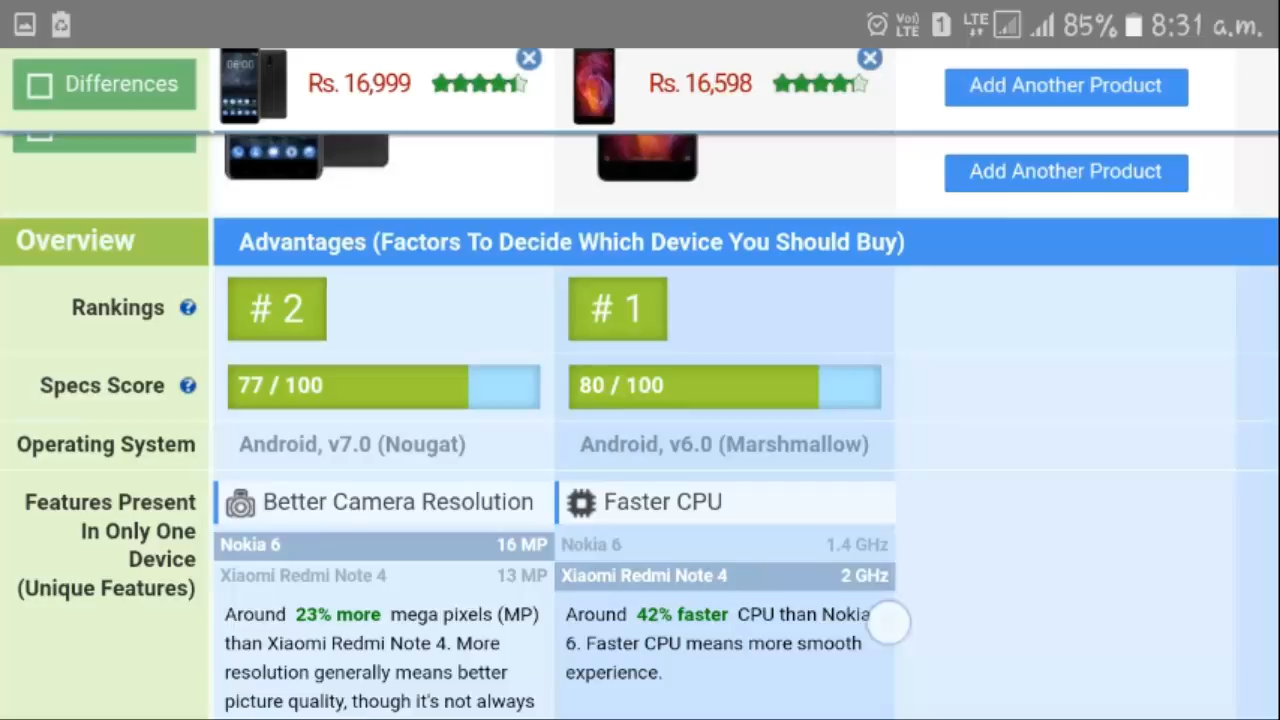 Vo))
LTE
1
LTE
85%
8:31 a.m.
Differences
08:00
Rs. 16,999
Rs. 16,598
Add Another Product
Add Another Product
Overview
Advantages (Factors To Decide Which Device You Should Buy)
Rankings ?
# 2
# 1
Specs Score ?
77 / 100
80 / 100
Operating System
Android, v7.0 (Nougat)
Android, v6.0 (Marshmallow)
Features Present
In Only One
Device
(Unique Features)
Better Camera Resolution
Nokia 6 16 MP
Xiaomi Redmi Note 4 13 MP
Around 23% more mega pixels (MP)
than Xiaomi Redmi Note 4. More
resolution generally means better
picture quality, though it's not always
Faster CPU
Nokia 6 1.4 GHz
Xiaomi Redmi Note 4 2 GHz
Around 42% faster CPU than Nokia
6. Faster CPU means more smooth
experience.